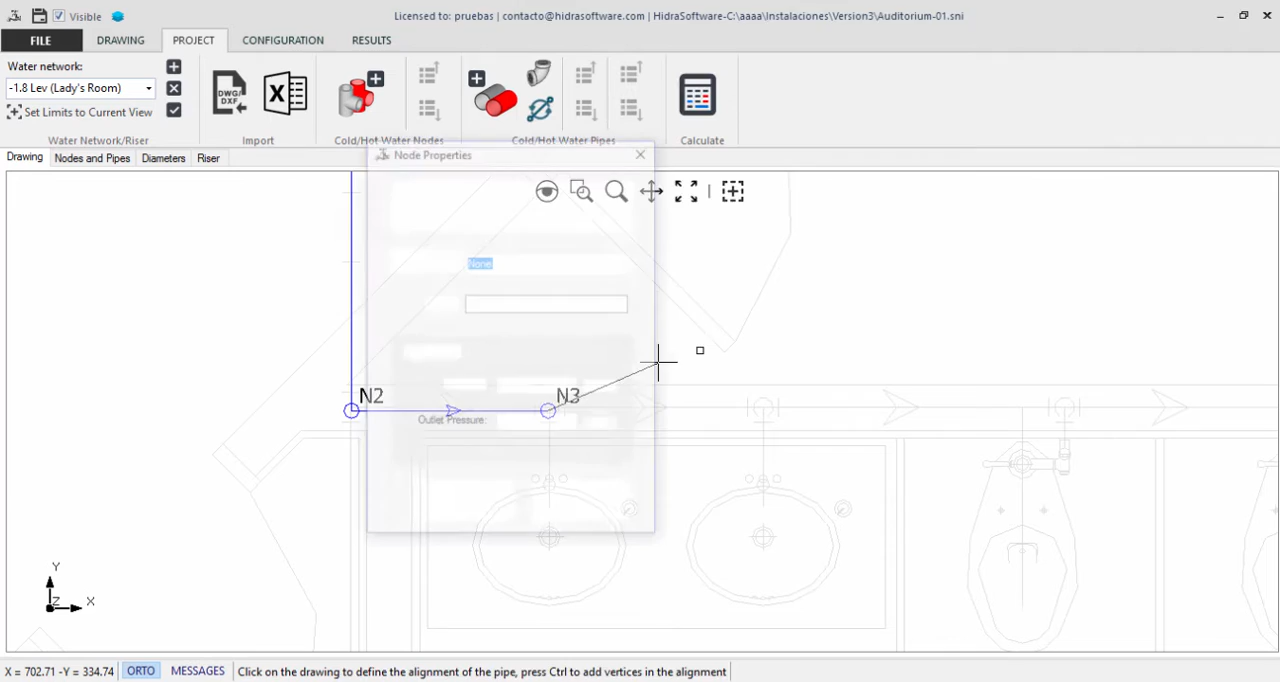 Visible
Licensed to: pruebas | contacto@hidrasoftware.com | HidraSoftware-C:\aaaa\Instalaciones\Version3\Auditorium-01.sni
FILE
DRAWING
PROJECT
CONFIGURATION
RESULTS
Water network:
-1.8 Lev (Lady's Room)
Set Limits to Current View
DWG/
DXF
Water Network/Riser
Import
Cold/Hot Water Nodes
Cold/Hot Water Pipes
Calculate
Drawing
Nodes and Pipes
Diameters
Riser
Node Properties
None
N2
N3
Outlet Pressure:
Y
Z
X
X = 702.71 -Y = 334.74
ORTO
MESSAGES
Click on the drawing to define the alignment of the pipe, press Ctrl to add vertices in the alignment